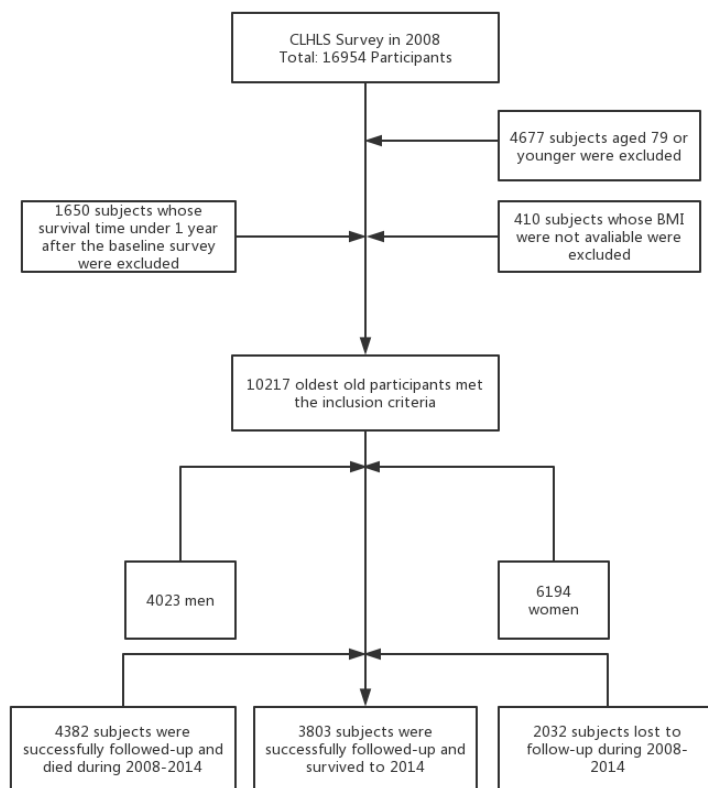 CLHLS Survey in 2008
Total: 16954 Participants
4677 subjects aged 79 or
younger were excluded
1650 subjects whose
survival time under 1 year
after the baseline survey
were excluded
410 subjects whose BMI
were not avaliable were
excluded
10217 oldest old participants met
the inclusion criteria
4023 men
6194
women
4382 subjects were
successfully followed-up and
died during 2008-2014
3803 subjects were
successfully followed-up and
survived to 2014
2032 subjects lost to
follow-up during 2008-
2014